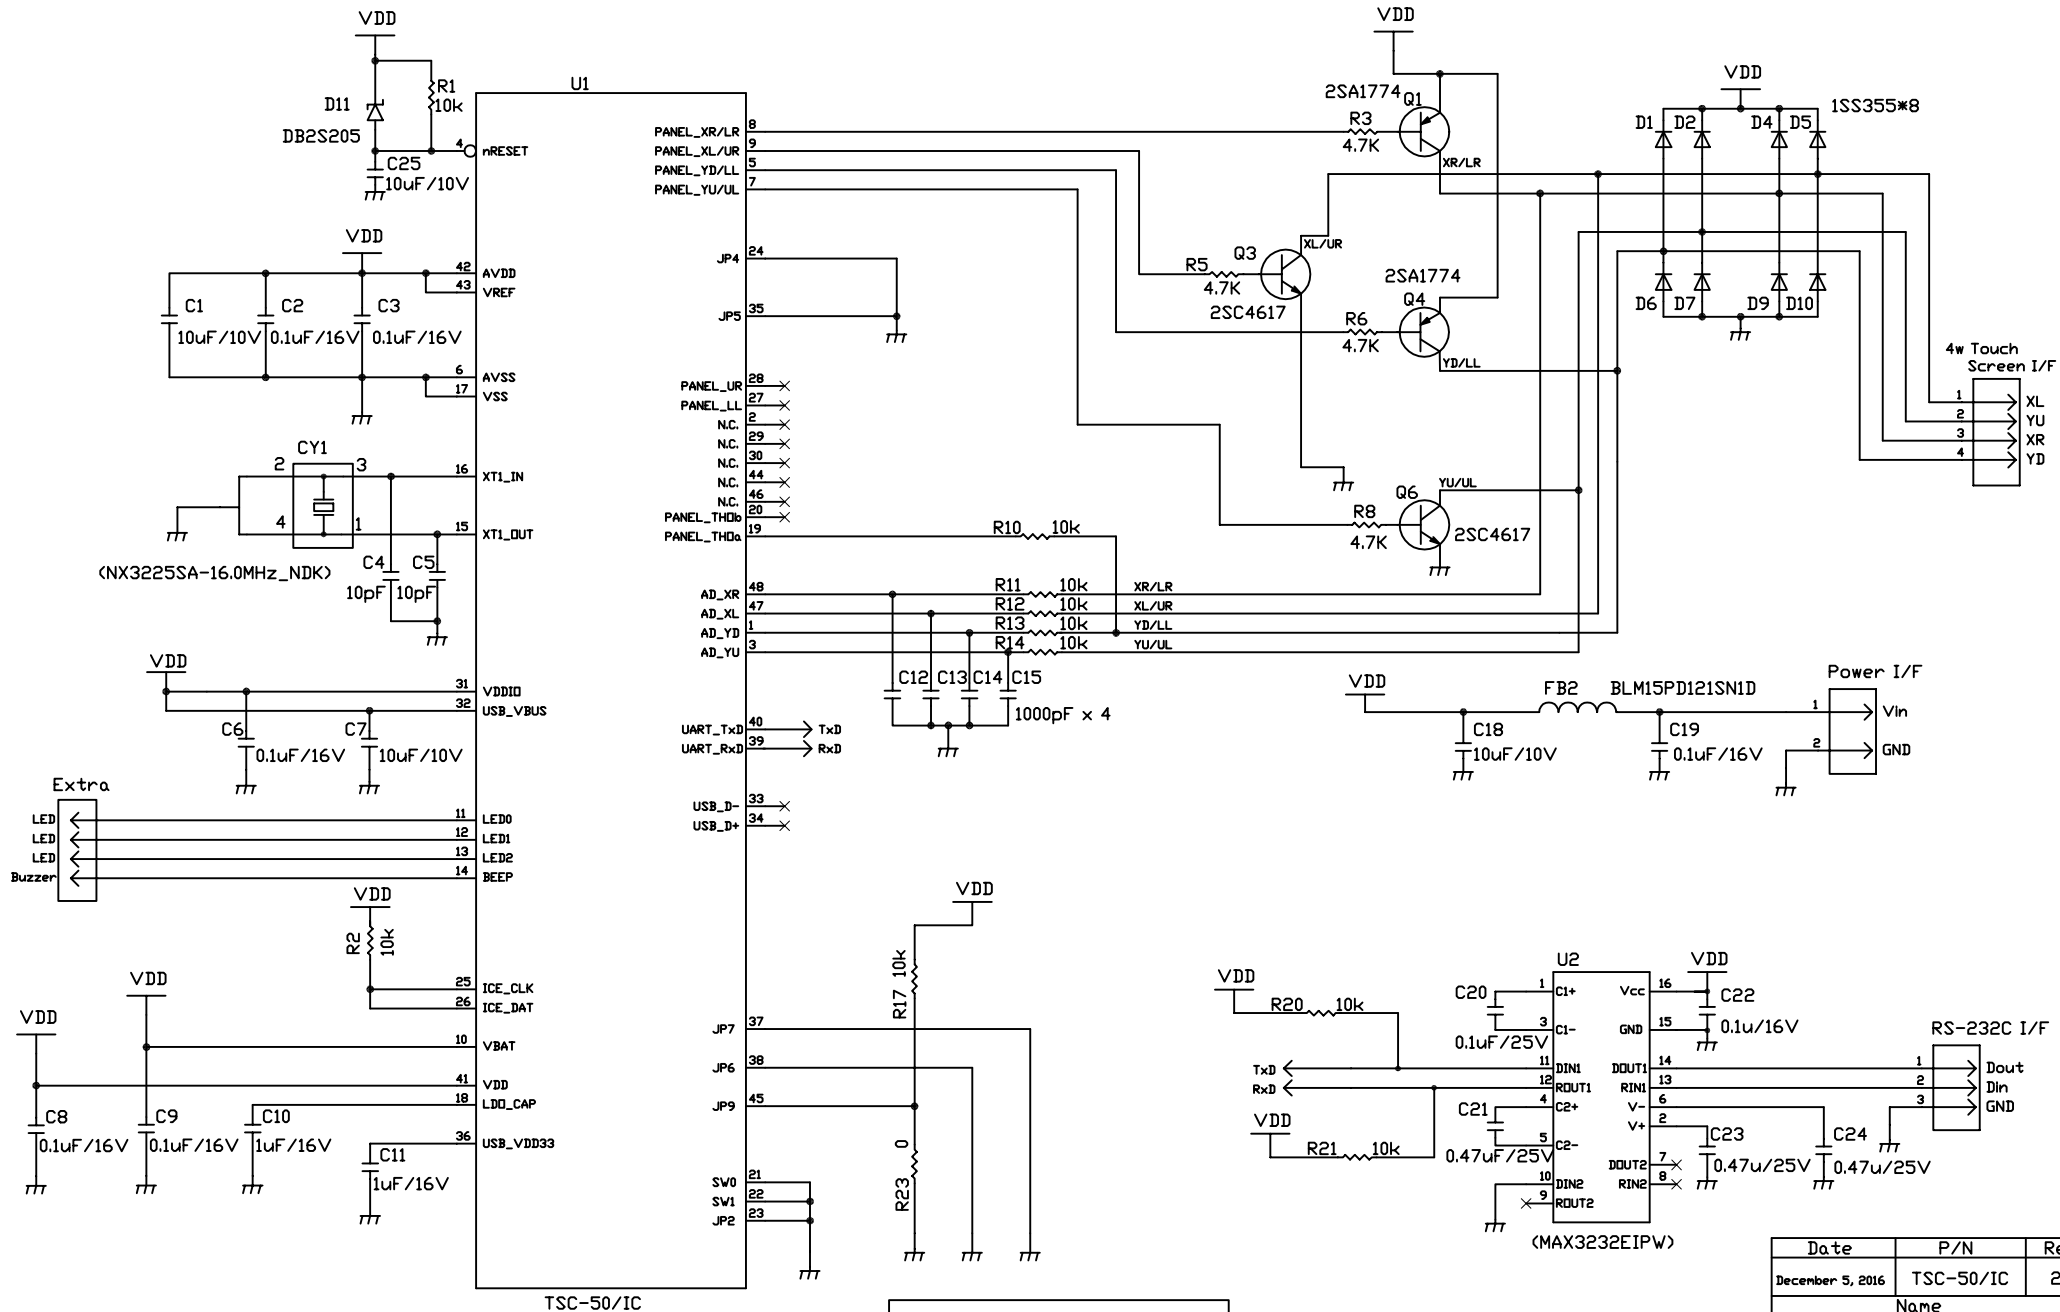 VDD
R1
10k
D11
DB2S205
4
nRESET
C25
10uF/10V
U1
VDD
42
AVDD
43
VREF
C1
10uF/10V
C2
0.1uF/16V
C3
0.1uF/16V
6
AVSS
17
VSS
CY1
2
3
4
1
16
XT1_IN
15
XT1_OUT
(NX3225SA-16.0MHz_NDK)
C4
10pF
C5
10pF
VDD
31
VDDIO
32
USB_VBUS
C6
0.1uF/16V
C7
10uF/10V
Extra
LED
11
LED0
LED
12
LED1
LED
13
LED2
Buzzer
14
BEEP
VDD
R2
10k
25
ICE_CLK
26
ICE_DAT
VDD
10
VBAT
VDD
41
VDD
18
LDO_CAP
C8
0.1uF/16V
C9
0.1uF/16V
C10
1uF/16V
36
USB_VDD33
C11
1uF/16V
TSC-50/IC
PANEL_XR/LR
8
PANEL_XL/UR
9
PANEL_YD/LL
5
PANEL_YU/UL
7
JP4
24
JP5
35
PANEL_UR
28
PANEL_LL
27
N.C.
2
N.C.
29
N.C.
30
N.C.
44
N.C.
46
PANEL_THOb
20
PANEL_THOa
19
R10
10k
AD_XR
48
R11
10k
XR/LR
AD_XL
47
R12
10k
XL/UR
AD_YD
1
R13
10k
YD/LL
AD_YU
3
R14
10k
YU/UL
C12
C13
C14
C15
1000pF x 4
UART_TxD
40
TxD
UART_RxD
39
RxD
USB_D-
33
USB_D+
34
VDD
R17
10k
JP7
37
JP6
38
JP9
45
R23
0
SW0
21
SW1
22
JP2
23
VDD
2SA1774
Q1
R3
4.7K
XR/LR
Q3
XL/UR
R5
4.7K
2SC4617
2SA1774
Q4
R6
4.7K
YD/LL
Q6
YU/UL
R8
4.7K
2SC4617
VDD
1SS355*8
D1
D2
D4
D5
D6
D7
D9
D10
4w Touch
Screen I/F
1
XL
2
YU
3
XR
4
YD
VDD
FB2
BLM15PD121SN1D
C18
10uF/10V
C19
0.1uF/16V
Power I/F
1
Vin
2
GND
VDD
R20
10k
TxD
RxD
VDD
R21
10k
C20
0.1uF/25V
C21
0.47uF/25V
U2
1
C1+
3
C1-
11
DIN1
12
ROUT1
4
C2+
5
C2-
10
DIN2
9
ROUT2
Vcc
16
GND
15
DOUT1
14
RIN1
13
V-
6
V+
2
DOUT2
7
RIN2
8
(MAX3232EIPW)
VDD
C22
0.1u/16V
C23
0.47u/25V
C24
0.47u/25V
RS-232C I/F
1
Dout
2
Din
3
GND
Date
P/N
December 5, 2016
TSC-50/IC
Name